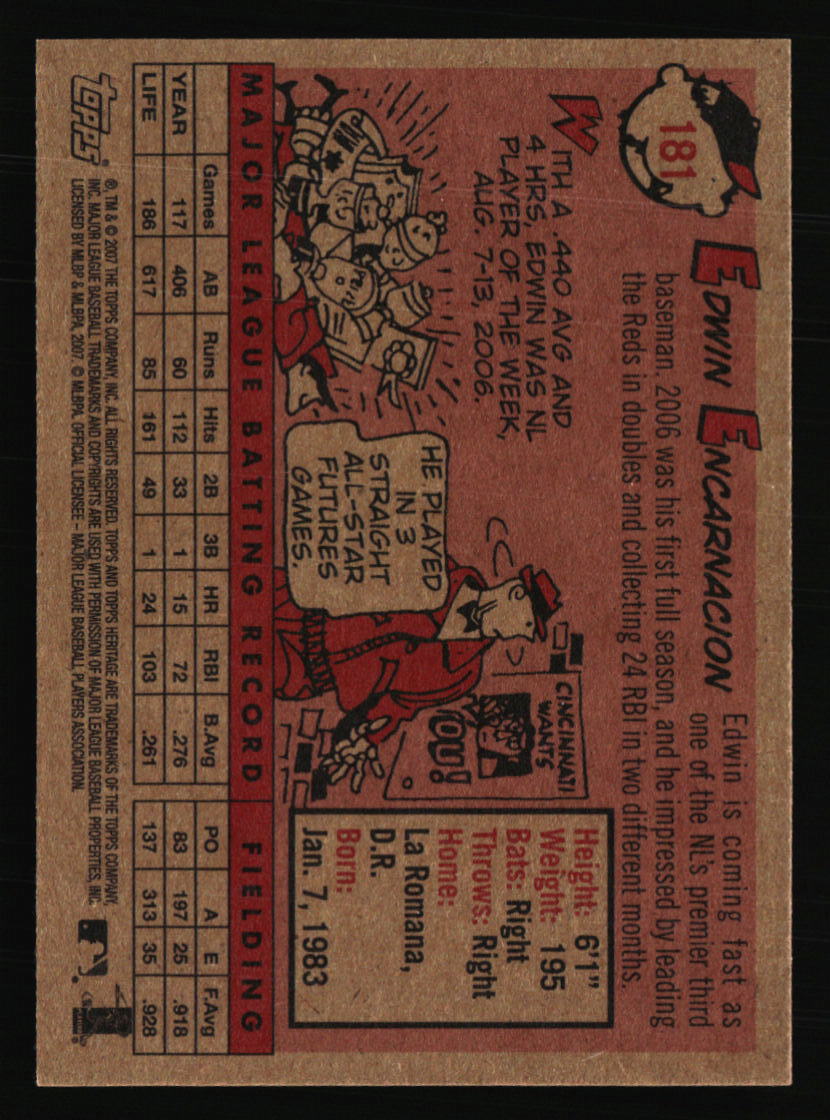 181
EDWIN ENCARNACION
Edwin is coming fast as
one of the NL's premier third
baseman. 2006 was his first full season, and he impressed by leading
the Reds in doubles and collecting 24 RBI in two different months.
WITH A .440 AVG AND
4 HRS, EDWIN WAS NL
PLAYER OF THE WEEK,
AUG. 7-13, 2006.
HE PLAYED
IN 3
STRAIGHT
ALL-STAR
FUTURES
GAMES.
CINCINNATI
WANTS
YOU!
Height: 6'1"
Weight: 195
Bats: Right
Throws: Right
Home:
La Romana,
D.R.
Born:
Jan. 7, 1983
MAJOR LEAGUE BATTING RECORD FIELDING
Games AB Runs Hits 2B 3B HR RBI B.Avg PO A E F.Avg
YEAR 117 406 60 112 33 1 15 72 .276 83 197 25 .918
LIFE 186 617 85 161 49 1 24 103 .261 137 313 35 .928
topps®
®, TM & © 2007 THE TOPPS COMPANY, INC. ALL RIGHTS RESERVED. TOPPS AND TOPPS HERITAGE ARE TRADEMARKS OF THE TOPPS COMPANY,
INC. MAJOR LEAGUE BASEBALL TRADEMARKS AND COPYRIGHTS ARE USED WITH PERMISSION OF MAJOR LEAGUE BASEBALL PROPERTIES, INC.
LICENSED BY MLBP & MLBPA, 2007. © MLBPA, OFFICIAL LICENSEE – MAJOR LEAGUE BASEBALL PLAYERS ASSOCIATION.